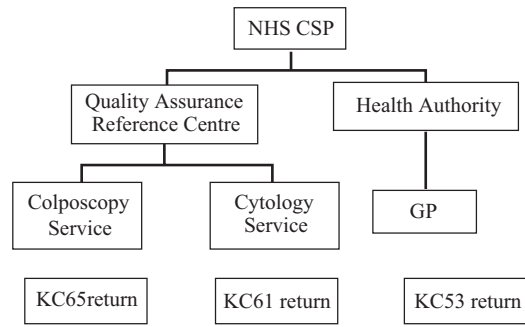 NHS CSP
Quality Assurance
Reference Centre
Health Authority
Colposcopy
Service
Cytology
Service
GP
KC65return
KC61 return
KC53 return